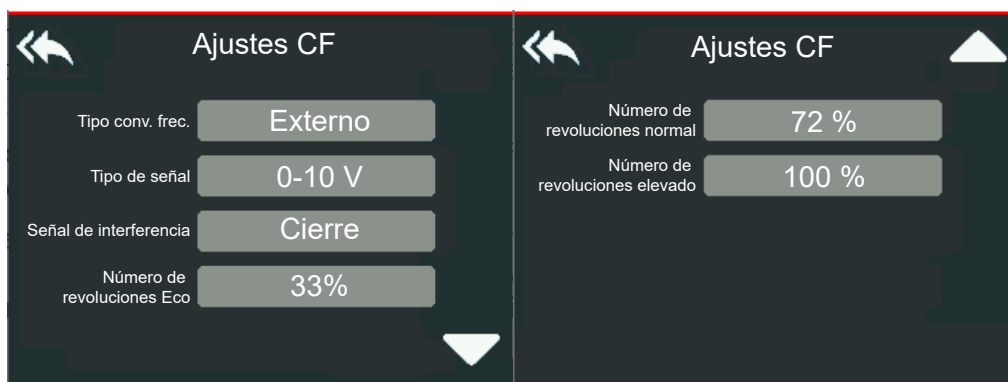 Ajustes CF
Tipo conv. frec.
Externo
Tipo de señal
0-10 V
Señal de interferencia
Cierre
Número de
revoluciones Eco
33%
Ajustes CF
Número de
revoluciones normal
72 %
Número de
revoluciones elevado
100 %